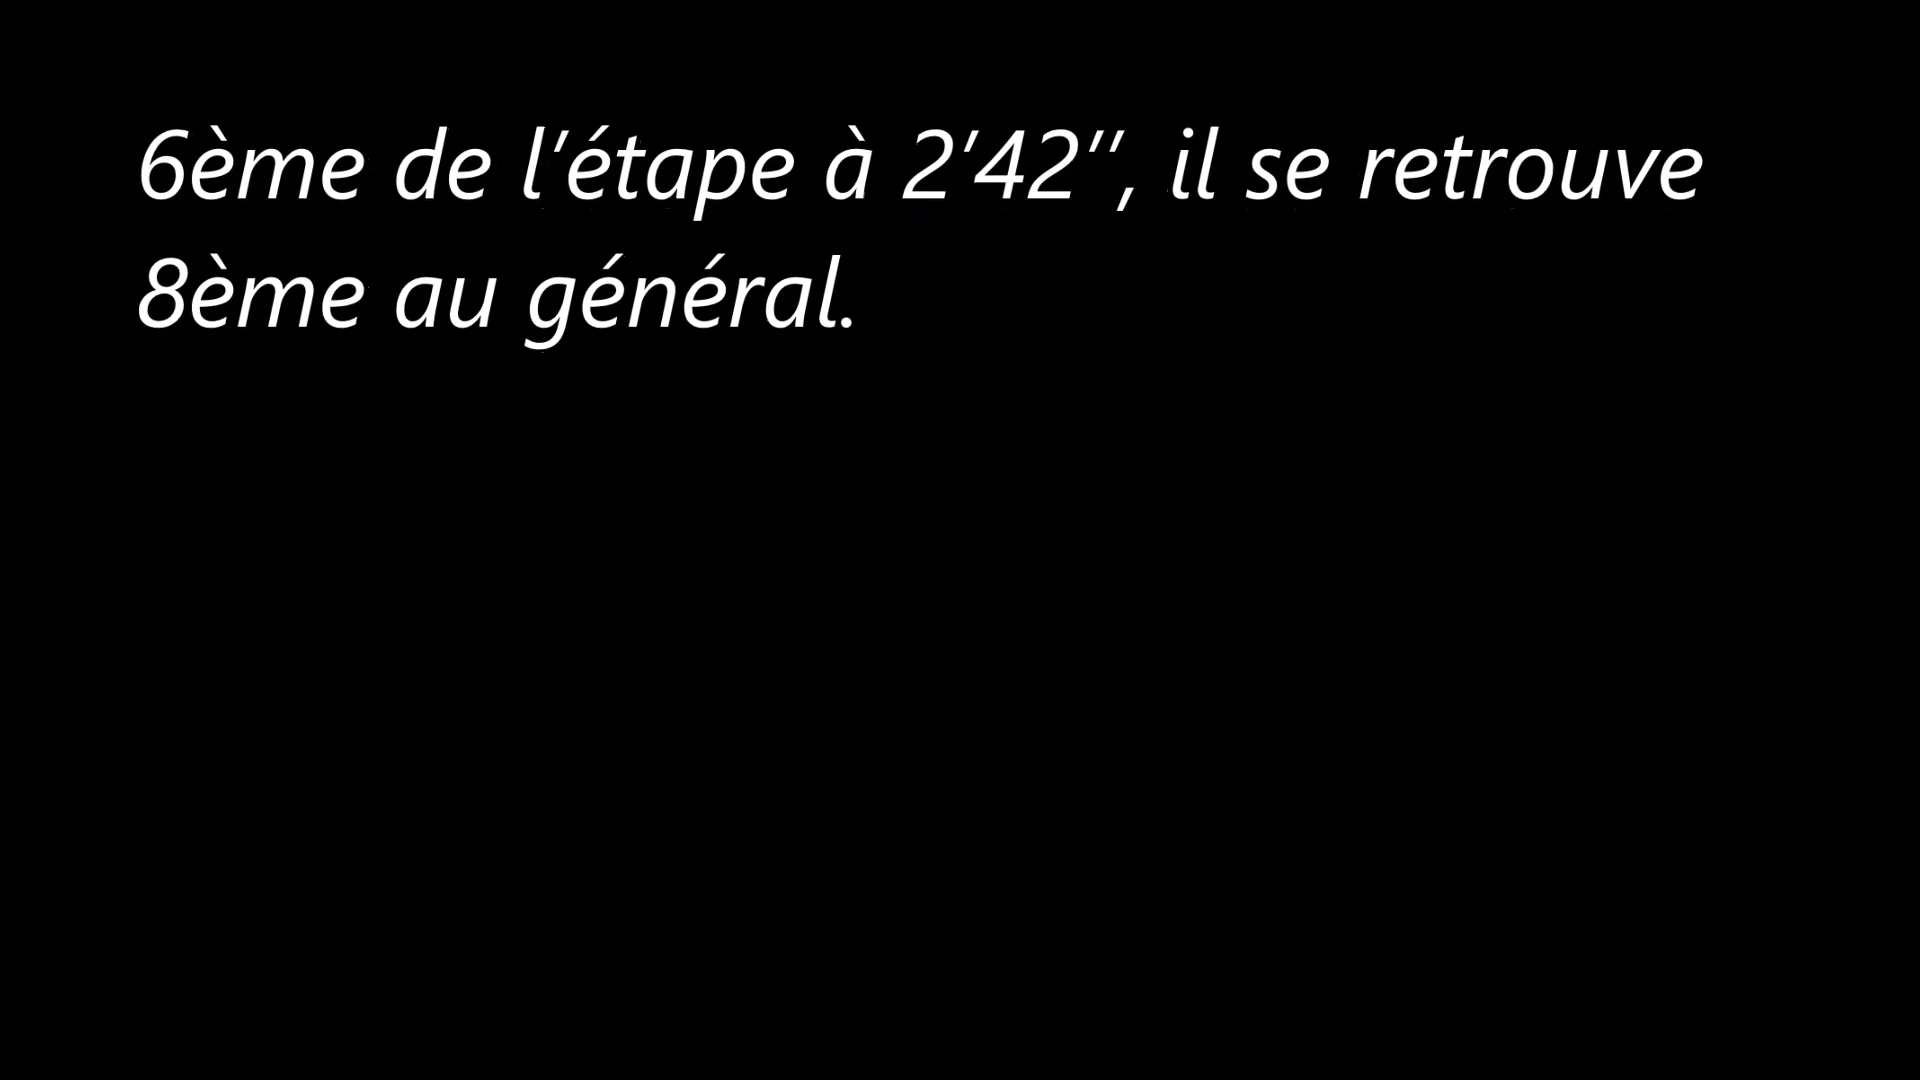 6ème de l'étape à 2'42'', il se retrouve
8ème au général.